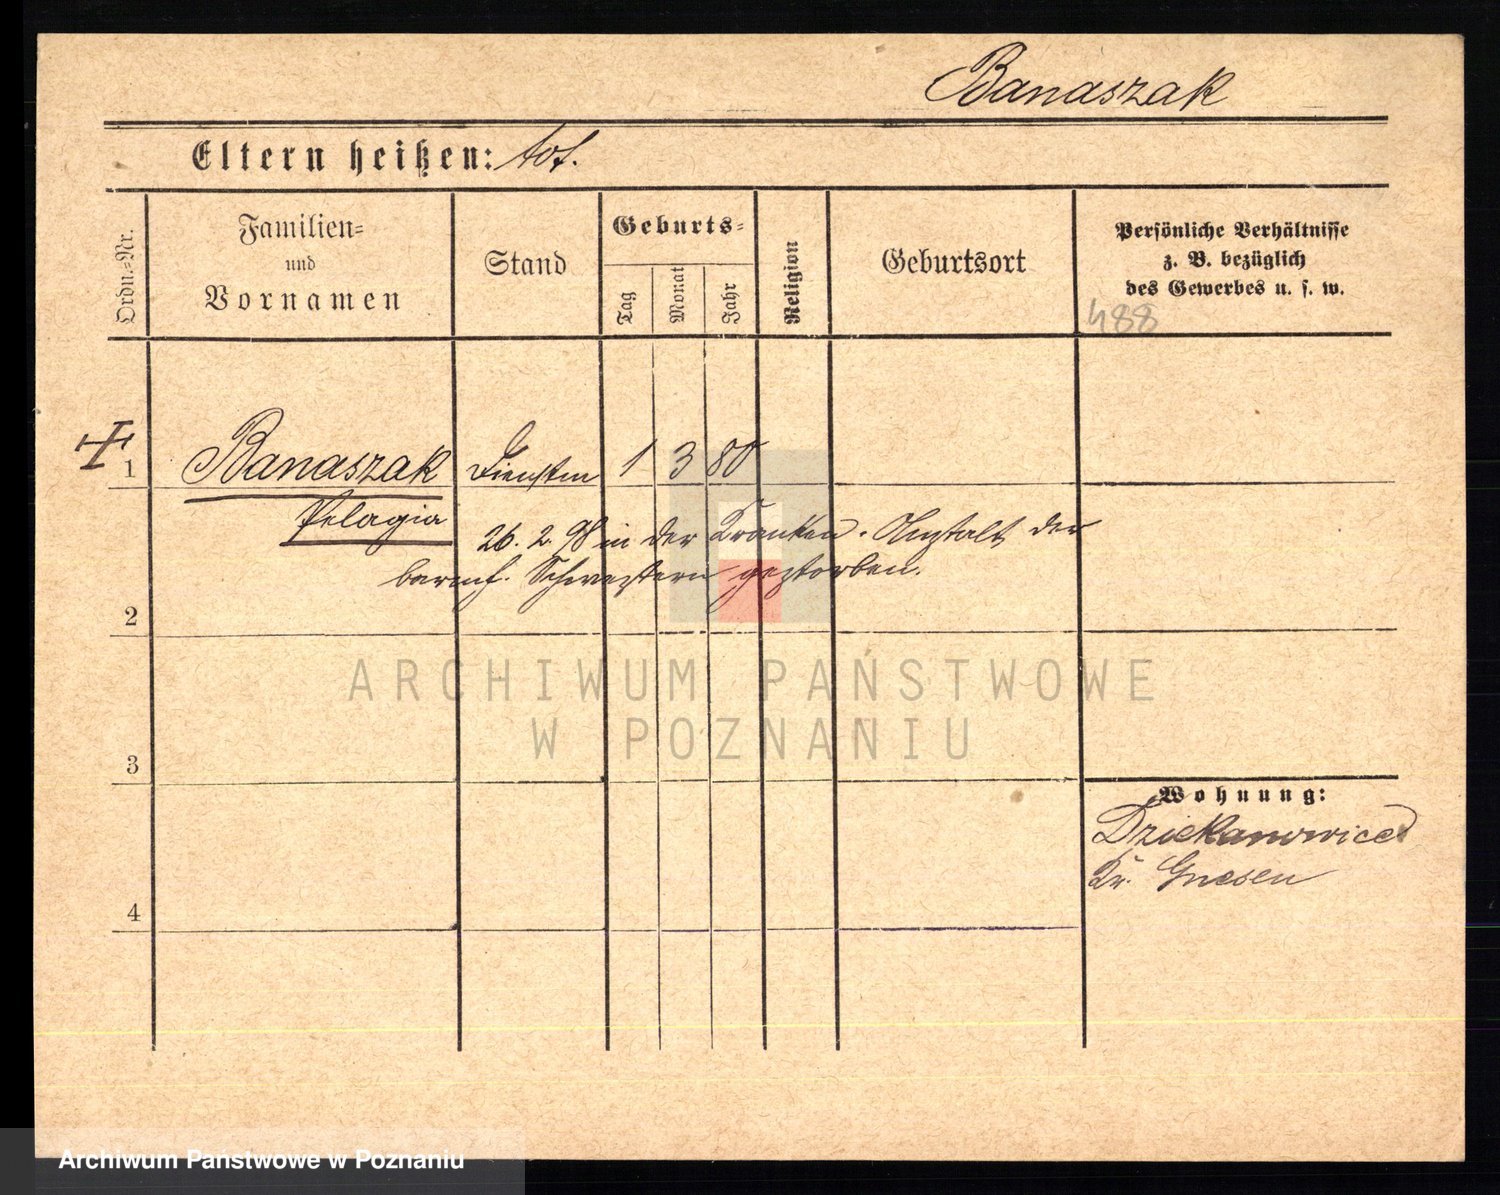 Banaszak
Eltern heißen: tot.
Ordn.-Nr.
Familien-
und
Vornamen
Stand
Geburts-
Tag
Monat
Jahr
Religion
Geburtsort
Persönliche Verhältnisse
z. B. bezüglich
des Gewerbes u. s. w.
488
1
Banaszak
Dienstm
1
3
80
Pelagia
26. 2. 98 in der Kranken-Anstalt der
barmh. Schwestern gestorben.
2
3
4
Wohnung:
Dziekanowice
Kr. Gnesen
ARCHIWUM PAŃSTWOWE
W POZNANIU
Archiwum Państwowe w Poznaniu